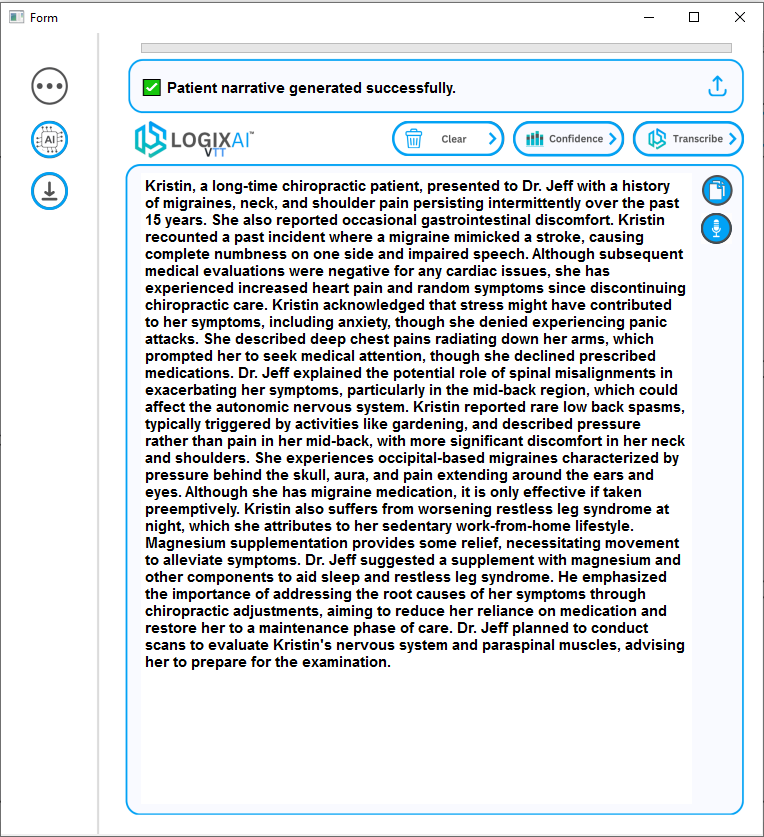 Form
Patient narrative generated successfully.
AI
LOGIXAI™
VTT
Clear
Confidence
Transcribe
Kristin, a long-time chiropractic patient, presented to Dr. Jeff with a history
of migraines, neck, and shoulder pain persisting intermittently over the past
15 years. She also reported occasional gastrointestinal discomfort. Kristin
recounted a past incident where a migraine mimicked a stroke, causing
complete numbness on one side and impaired speech. Although subsequent
medical evaluations were negative for any cardiac issues, she has
experienced increased heart pain and random symptoms since discontinuing
chiropractic care. Kristin acknowledged that stress might have contributed
to her symptoms, including anxiety, though she denied experiencing panic
attacks. She described deep chest pains radiating down her arms, which
prompted her to seek medical attention, though she declined prescribed
medications. Dr. Jeff explained the potential role of spinal misalignments in
exacerbating her symptoms, particularly in the mid-back region, which could
affect the autonomic nervous system. Kristin reported rare low back spasms,
typically triggered by activities like gardening, and described pressure
rather than pain in her mid-back, with more significant discomfort in her neck
and shoulders. She experiences occipital-based migraines characterized by
pressure behind the skull, aura, and pain extending around the ears and
eyes. Although she has migraine medication, it is only effective if taken
preemptively. Kristin also suffers from worsening restless leg syndrome at
night, which she attributes to her sedentary work-from-home lifestyle.
Magnesium supplementation provides some relief, necessitating movement
to alleviate symptoms. Dr. Jeff suggested a supplement with magnesium and
other components to aid sleep and restless leg syndrome. He emphasized
the importance of addressing the root causes of her symptoms through
chiropractic adjustments, aiming to reduce her reliance on medication and
restore her to a maintenance phase of care. Dr. Jeff planned to conduct
scans to evaluate Kristin's nervous system and paraspinal muscles, advising
her to prepare for the examination.